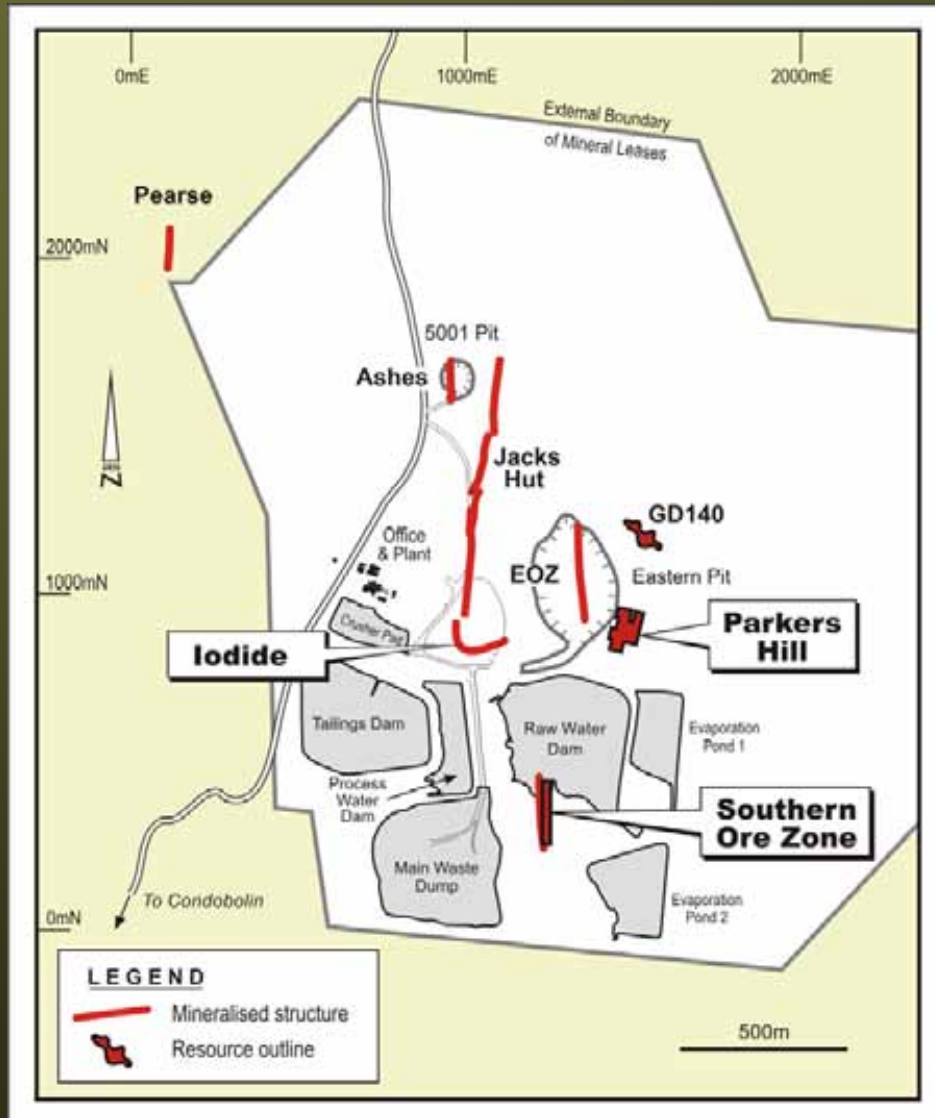 0mE
1000mE
2000mE
External Boundary
of Mineral Leases
Pearse
2000mN
5001 Pit
Ashes
Jacks
Hut
GD140
Office
& Plant
EOZ
Eastern Pit
1000mN
Crusher Pad
Parkers
Hill
Iodide
Tailings Dam
Raw Water
Dam
Evaporation
Pond 1
Process
Water
Dam
Southern
Ore Zone
Main Waste
Dump
To Condobolin
Evaporation
Pond 2
0mN
LEGEND
Mineralised structure
Resource outline
500m